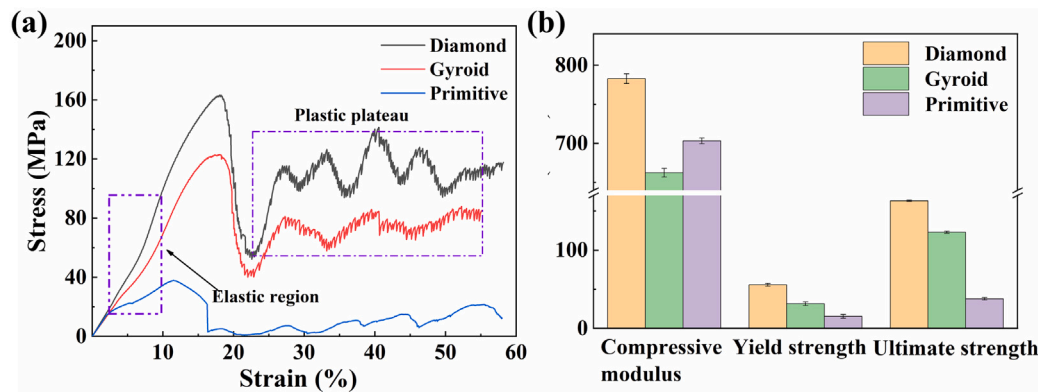 (a)
200
160
120
80
40
0
Stress (MPa)
10
20
30
40
50
60
Strain (%)
Diamond
Gyroid
Primitive
Plastic plateau
Elastic region
(b)
800
700
100
0
Diamond
Gyroid
Primitive
Compressive
modulus
Yield strength
Ultimate strength